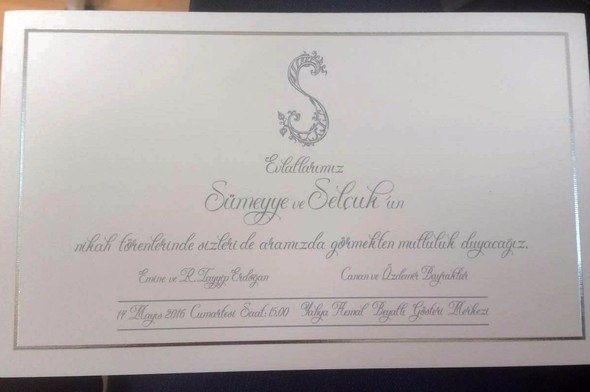 S
Evlatlarımız
Sümeyye ve Selçuk'un
nikah törenlerinde sizleri de aramızda görmekten mutluluk duyacağız.
Emine ve R. Tayyip Erdoğan Canan ve Özdemir Bayraktar
14 Mayıs 2016 Cumartesi Saat: 15.00 Yahya Kemal Beyatlı Gösteri Merkezi